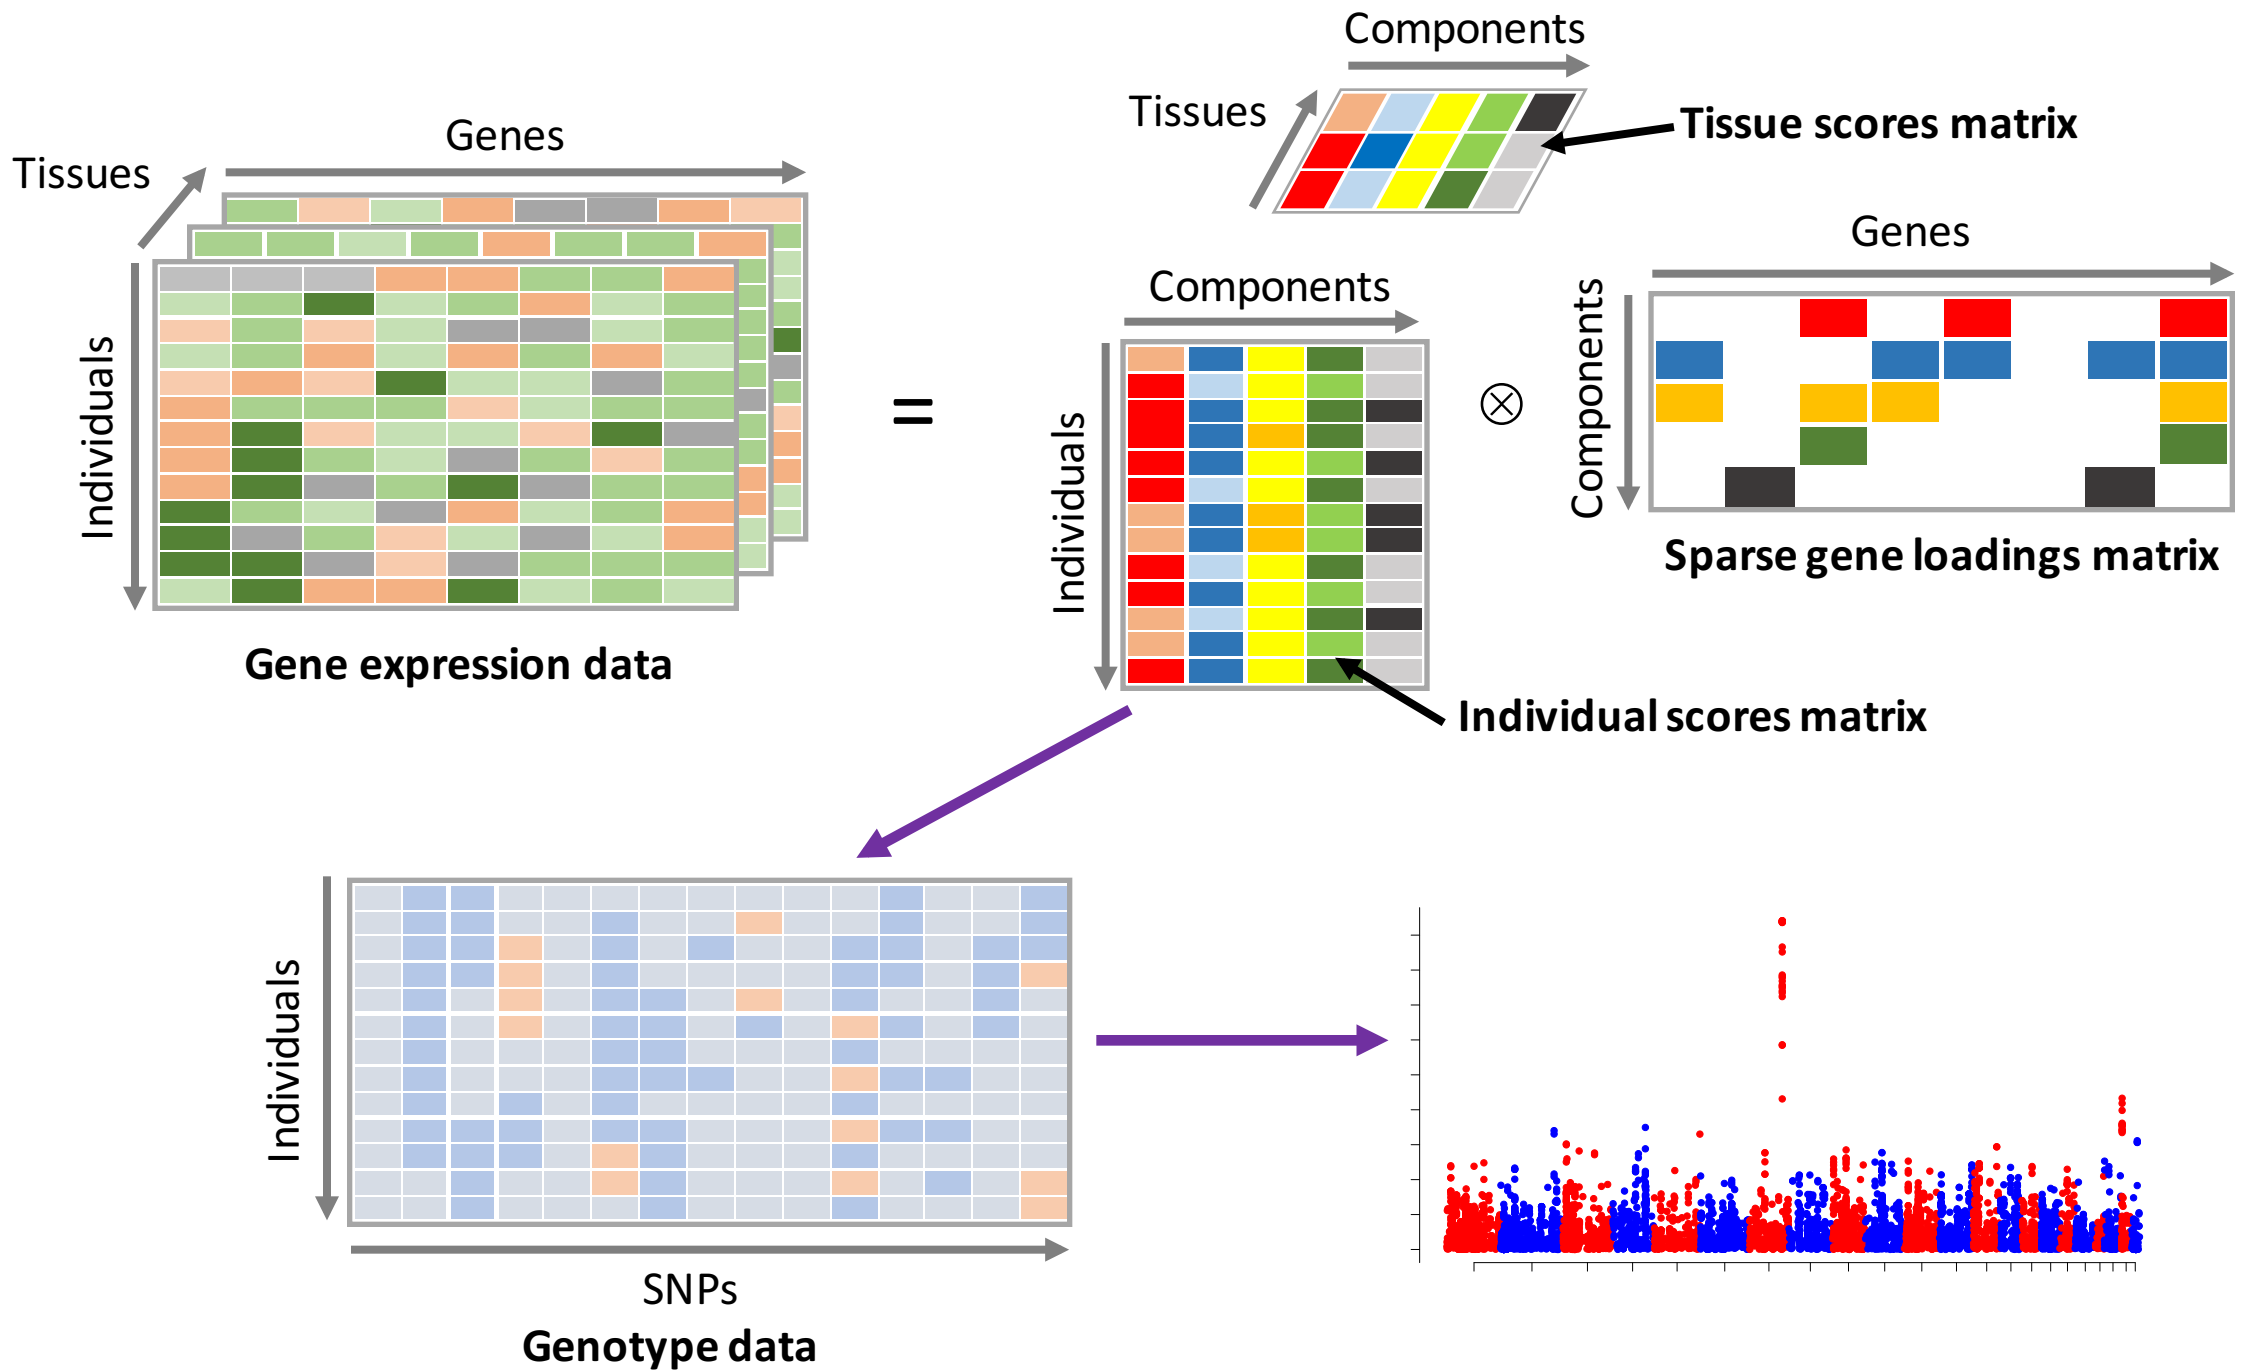 Components
Tissues
Tissue scores matrix
Genes
Tissues
Genes
Components
Components
Individuals
Individuals
Sparse gene loadings matrix
Gene expression data
Individual scores matrix
Individuals
SNPs
Genotype data